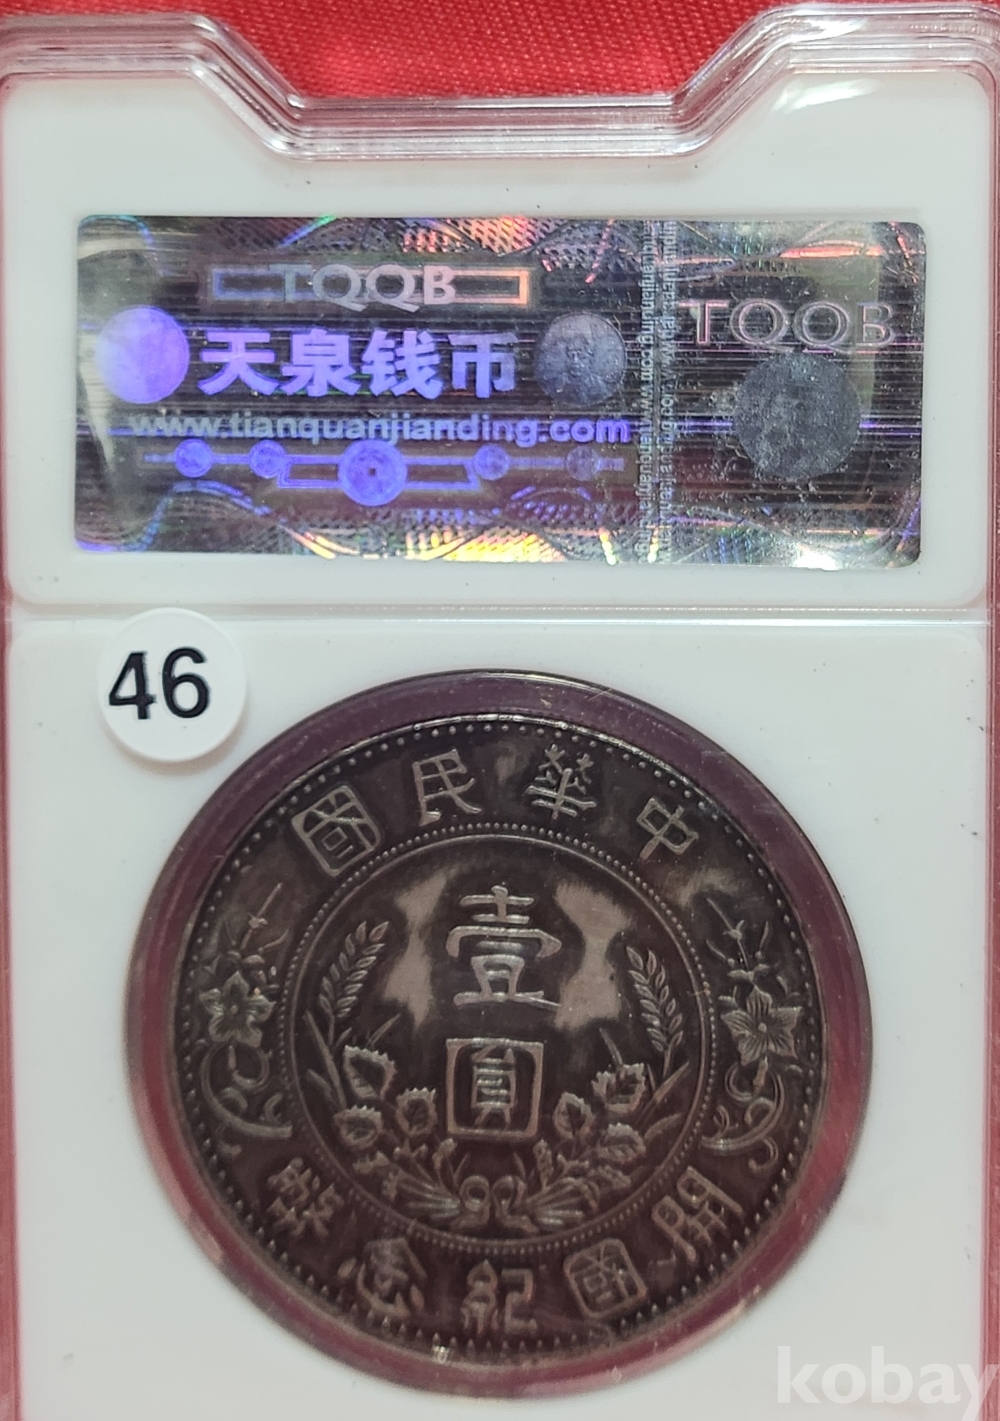 TQQB
天泉钱币
www.tianquanjianding.com
TQQB
46
中華民國
壹
圓
開國紀念幣
kobay